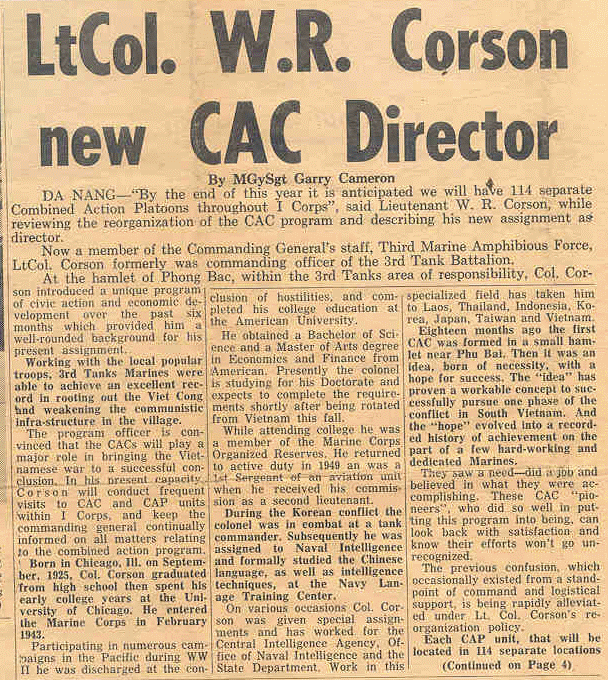 LtCol. W.R. Corson
new CAC Director
By MGySgt Garry Cameron
DA NANG—"By the end of this year it is anticipated we will have 114 separate
Combined Action Platoons throughout I Corps", said Lieutenant W. R. Corson, while
reviewing the reorganization of the CAC program and describing his new assignment as
director.
Now a member of the Commanding General's staff, Third Marine Amphibious Force,
LtCol. Corson formerly was commanding officer of the 3rd Tank Battalion.
At the hamlet of Phong Bac, within the 3rd Tanks area of responsibility, Col. Cor-
son introduced a unique program
of civic action and economic de-
velopment over the past six
months which provided him a
well-rounded background for his
present assignment.
Working with the local popular
troops, 3rd Tanks Marines were
able to achieve an excellent rec-
ord in rooting out the Viet Cong
and weakening the communistic
infra-structure in the village.
The program officer is con-
vinced that the CACs will play a
major role in bringing the Viet-
namese war to a successful con-
clusion. In his present capacity
Corson will conduct frequent
visits to CAC and CAP units
within I Corps, and keep the
commanding general continually
informed on all matters relating
to the combined action program.
Born in Chicago, Ill. on Septem-
ber, 1925, Col. Corson graduated
from high school then spent his
early college years at the Uni-
versity of Chicago. He entered
the Marine Corps in February
1943.
Participating in numerous cam-
paigns in the Pacific during WW
II he was discharged at the con-
clusion of hostilities, and com-
pleted his college education at
the American University.
He obtained a Bachelor of Sci-
ence and a Master of Arts degree
in Economics and Finance from
American. Presently the colonel
is studying for his Doctorate and
expects to complete the require-
ments shortly after being rotated
from Vietnam this fall.
While attending college he was
a member of the Marine Corps
Organized Reserves. He returned
to active duty in 1949 an was a
1st Sergeant of an aviation unit
when he received his commis-
sion as a second lieutenant.
During the Korean conflict the
colonel was in combat at a tank
commander. Subsequently he was
assigned to Naval Intelligence
and formally studied the Chinese
language, as well as intelligence
techniques, at the Navy Lan-
age Training Center.
On various occasions Col. Cor-
son was given special assign-
ments and has worked for the
Central Intelligence Agency, Of-
fice of Naval Intelligence and the
State Department. Work in this
specialized field has taken him
to Laos, Thailand, Indonesia, Ko-
rea, Japan, Taiwan and Vietnam.
Eighteen months ago the first
CAC was formed in a small ham-
let near Phu Bai. Then it was an
idea, born of necessity, with a
hope for success. The "idea" has
proven a workable concept to suc-
cessfully pursue one phase of the
conflict in South Vietnam. And
the "hope" evolved into a record-
ed history of achievement on the
part of a few hard-working and
dedicated Marines.
They saw a need—did a job and
believed in what they were ac-
complishing. These CAC "pio-
neers", who did so well in put-
ting this program into being, can
look back with satisfaction and
know their efforts won't go un-
recognized.
The previous confusion, which
occasionally existed from a stand-
point of command and logistical
support, is being rapidly alleviat-
ed under Lt. Col. Corson's re-
organization policy.
Each CAP unit, that will be
located in 114 separate locations
(Continued on Page 4)